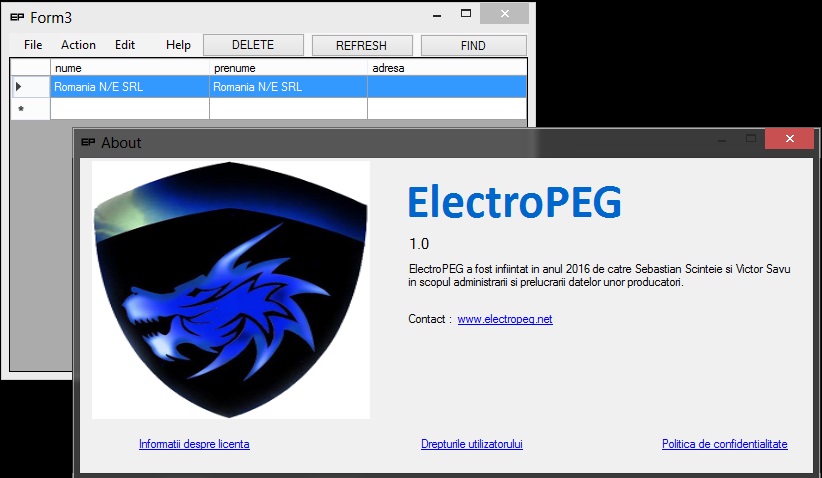 EP Form3
File Action Edit Help DELETE REFRESH FIND
nume prenume adresa
Romania N/E SRL Romania N/E SRL
EP About
ElectroPEG
1.0
ElectroPEG a fost infiintat in anul 2016 de catre Sebastian Scinteie si Victor Savu
in scopul administrarii si prelucrarii datelor unor producatori.
Contact : www.electropeg.net
Informatii despre licenta Drepturile utilizatorului Politica de confidentialitate